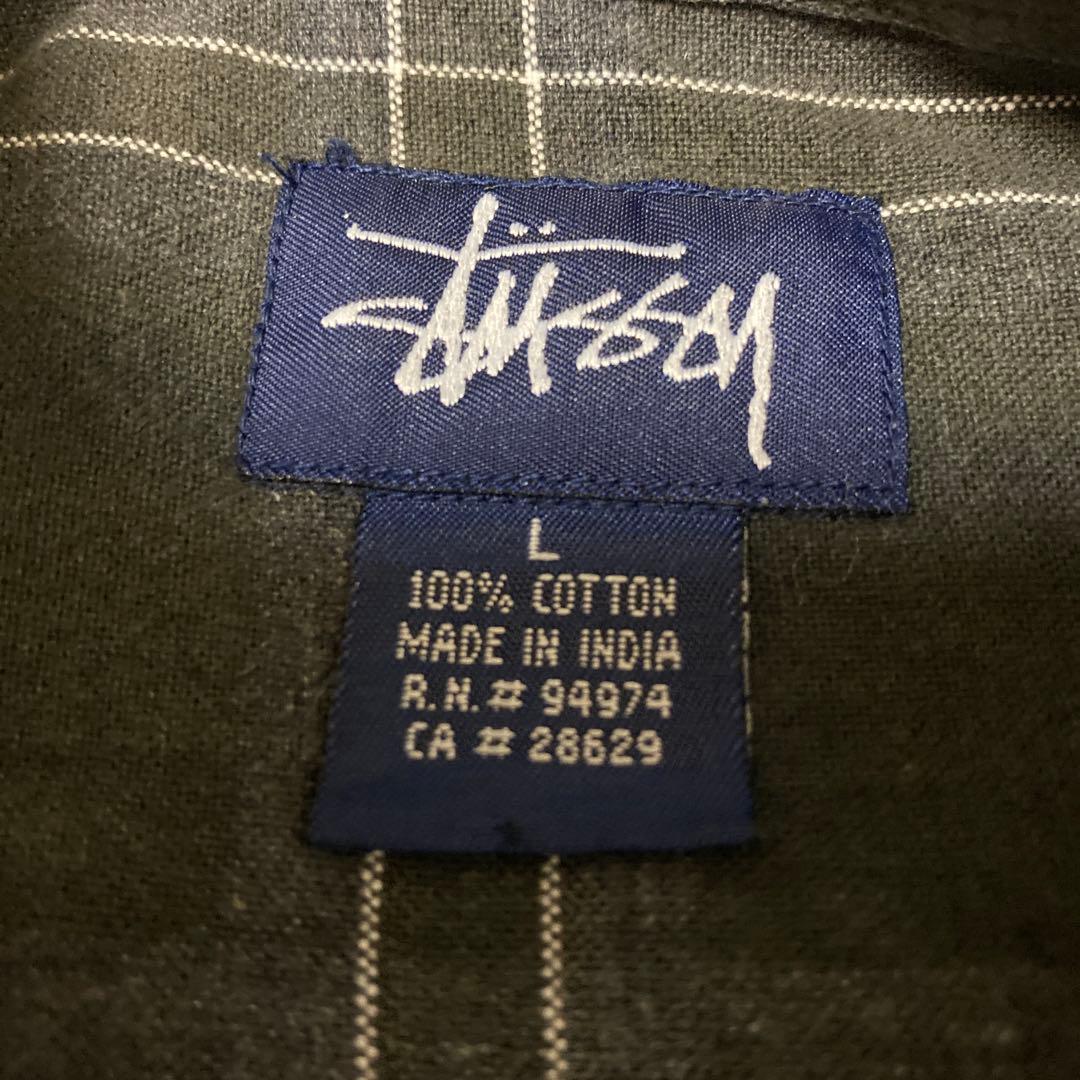 Stüssy
L
100% COTTON
MADE IN INDIA
R.N.# 94974
CA # 28629